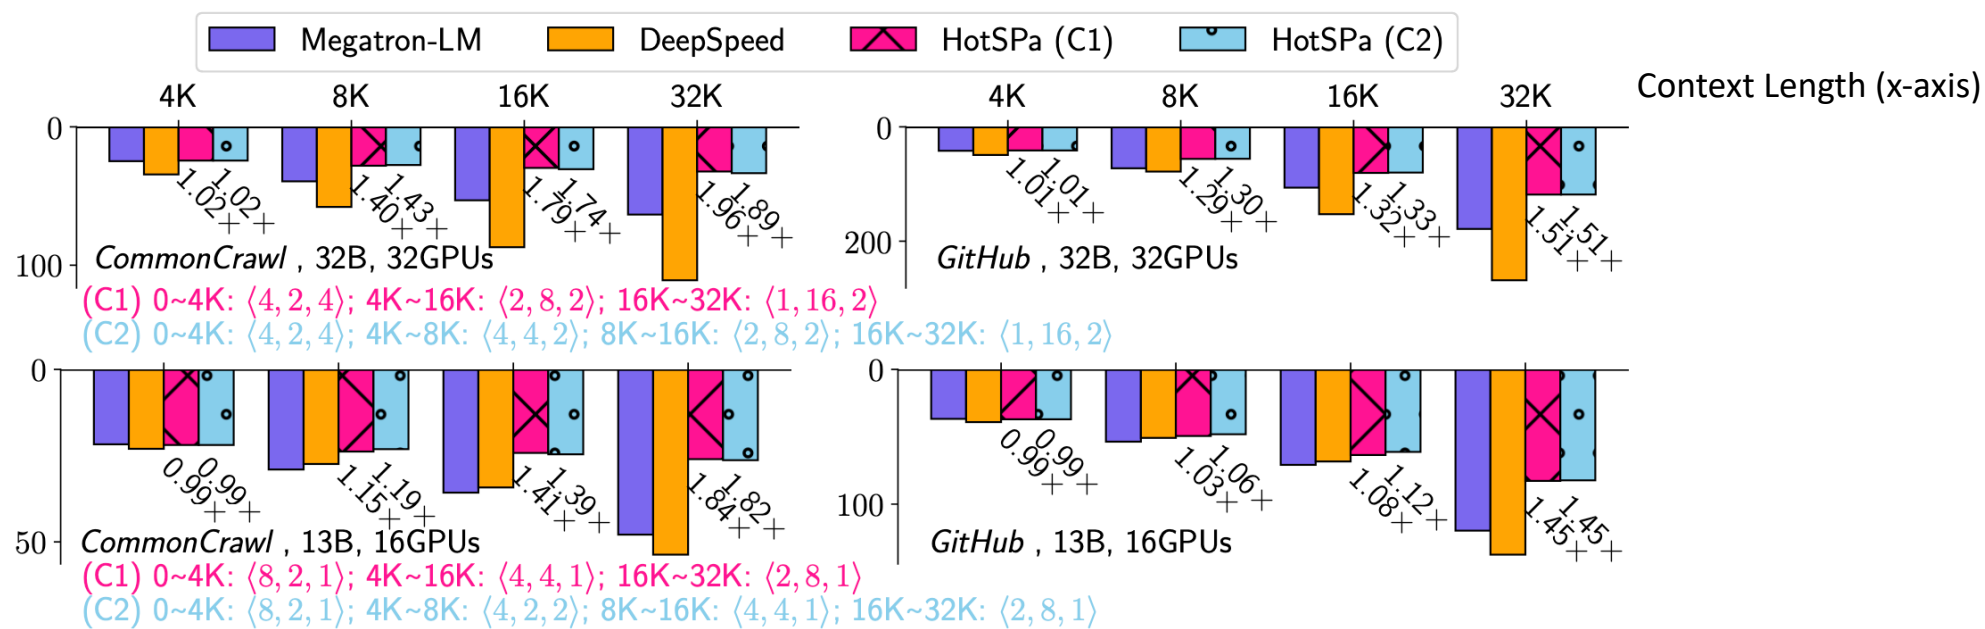 Megatron-LM DeepSpeed HotSPa (C1) HotSPa (C2)
4K 8K 16K 32K
4K 8K 16K 32K
Context Length (x-axis)
0
100
1.02+ 1.02+ 1.40+ 1.43+ 1.79+ 1.74+ 1.96+ 1.89+
CommonCrawl , 32B, 32GPUs
0
200
1.01+ 1.01+ 1.29+ 1.30+ 1.32+ 1.33+ 1.51+ 1.51+
GitHub , 32B, 32GPUs
(C1) 0~4K: ⟨4, 2, 4⟩; 4K~16K: ⟨2, 8, 2⟩; 16K~32K: ⟨1, 16, 2⟩
(C2) 0~4K: ⟨4, 2, 4⟩; 4K~8K: ⟨4, 4, 2⟩; 8K~16K: ⟨2, 8, 2⟩; 16K~32K: ⟨1, 16, 2⟩
0
50
0.99+ 0.99+ 1.15+ 1.19+ 1.41+ 1.39+ 1.84+ 1.82+
CommonCrawl , 13B, 16GPUs
0
100
0.99+ 0.99+ 1.03+ 1.06+ 1.08+ 1.12+ 1.45+ 1.45+
GitHub , 13B, 16GPUs
(C1) 0~4K: ⟨8, 2, 1⟩; 4K~16K: ⟨4, 4, 1⟩; 16K~32K: ⟨2, 8, 1⟩
(C2) 0~4K: ⟨8, 2, 1⟩; 4K~8K: ⟨4, 2, 2⟩; 8K~16K: ⟨4, 4, 1⟩; 16K~32K: ⟨2, 8, 1⟩